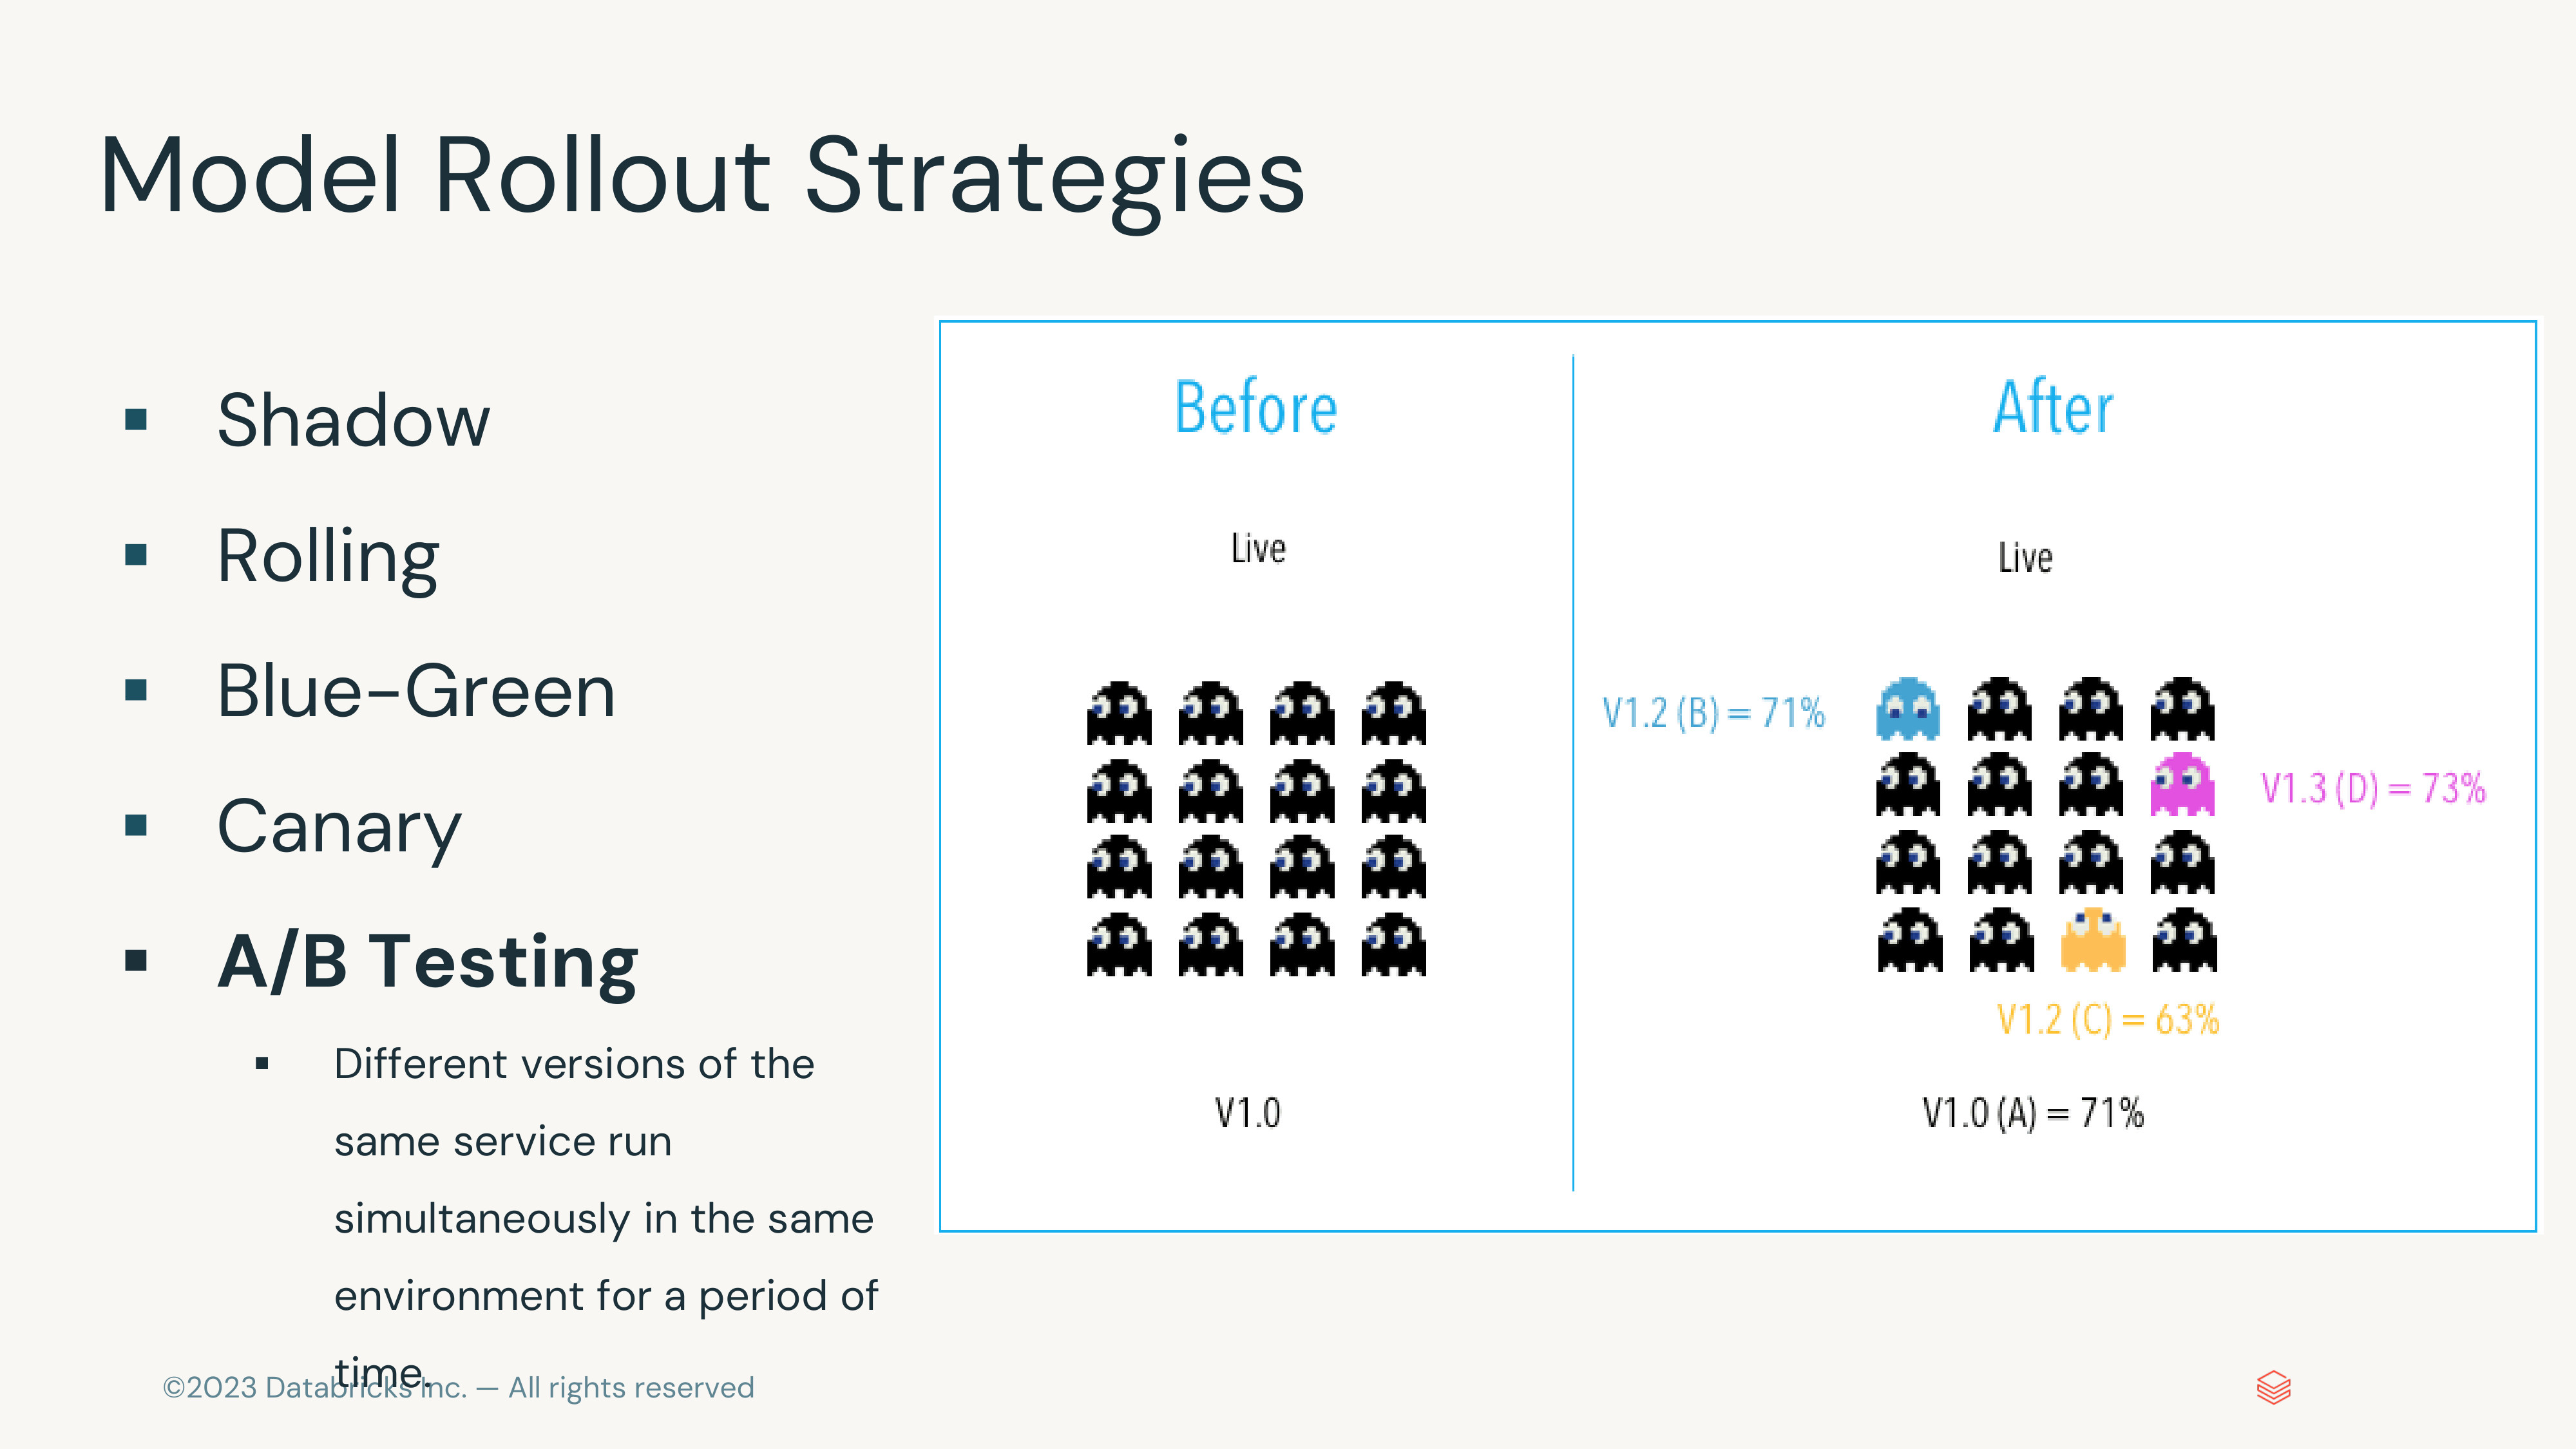 Model Rollout Strategies
Shadow
Rolling
Blue-Green
Canary
A/B Testing
Different versions of the
same service run
simultaneously in the same
environment for a period of
time.
Before
Live
V1.0
After
Live
V1.2 (B) = 71%
V1.3 (D) = 73%
V1.2 (C) = 63%
V1.0 (A) = 71%
©2023 Databricks Inc. — All rights reserved